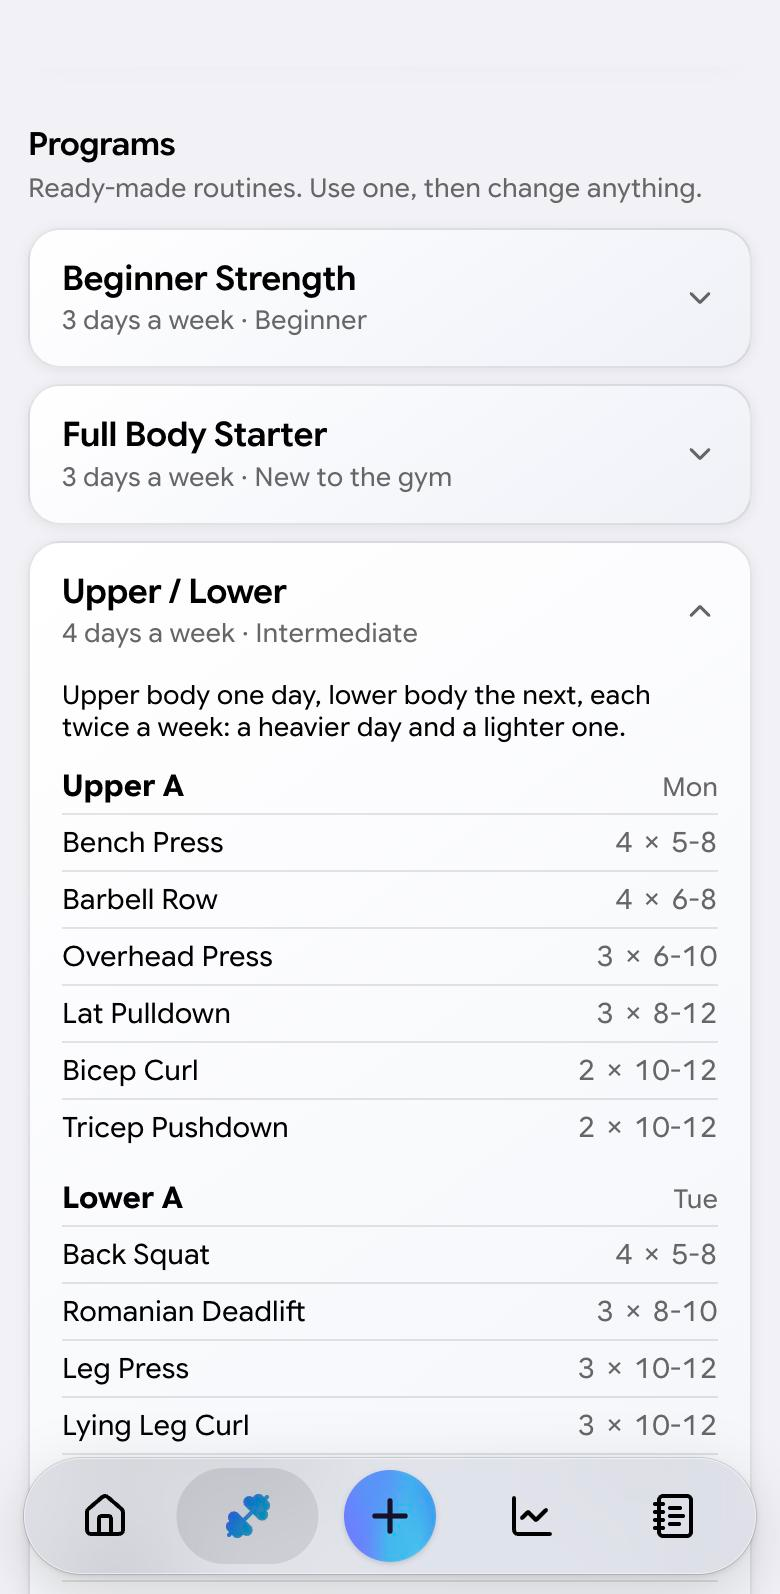 Programs
Ready-made routines. Use one, then change anything.
Beginner Strength
3 days a week · Beginner
Full Body Starter
3 days a week · New to the gym
Upper / Lower
4 days a week · Intermediate
Upper body one day, lower body the next, each
twice a week: a heavier day and a lighter one.
Upper A Mon
Bench Press 4 × 5-8
Barbell Row 4 × 6-8
Overhead Press 3 × 6-10
Lat Pulldown 3 × 8-12
Bicep Curl 2 × 10-12
Tricep Pushdown 2 × 10-12
Lower A Tue
Back Squat 4 × 5-8
Romanian Deadlift 3 × 8-10
Leg Press 3 × 10-12
Lying Leg Curl 3 × 10-12